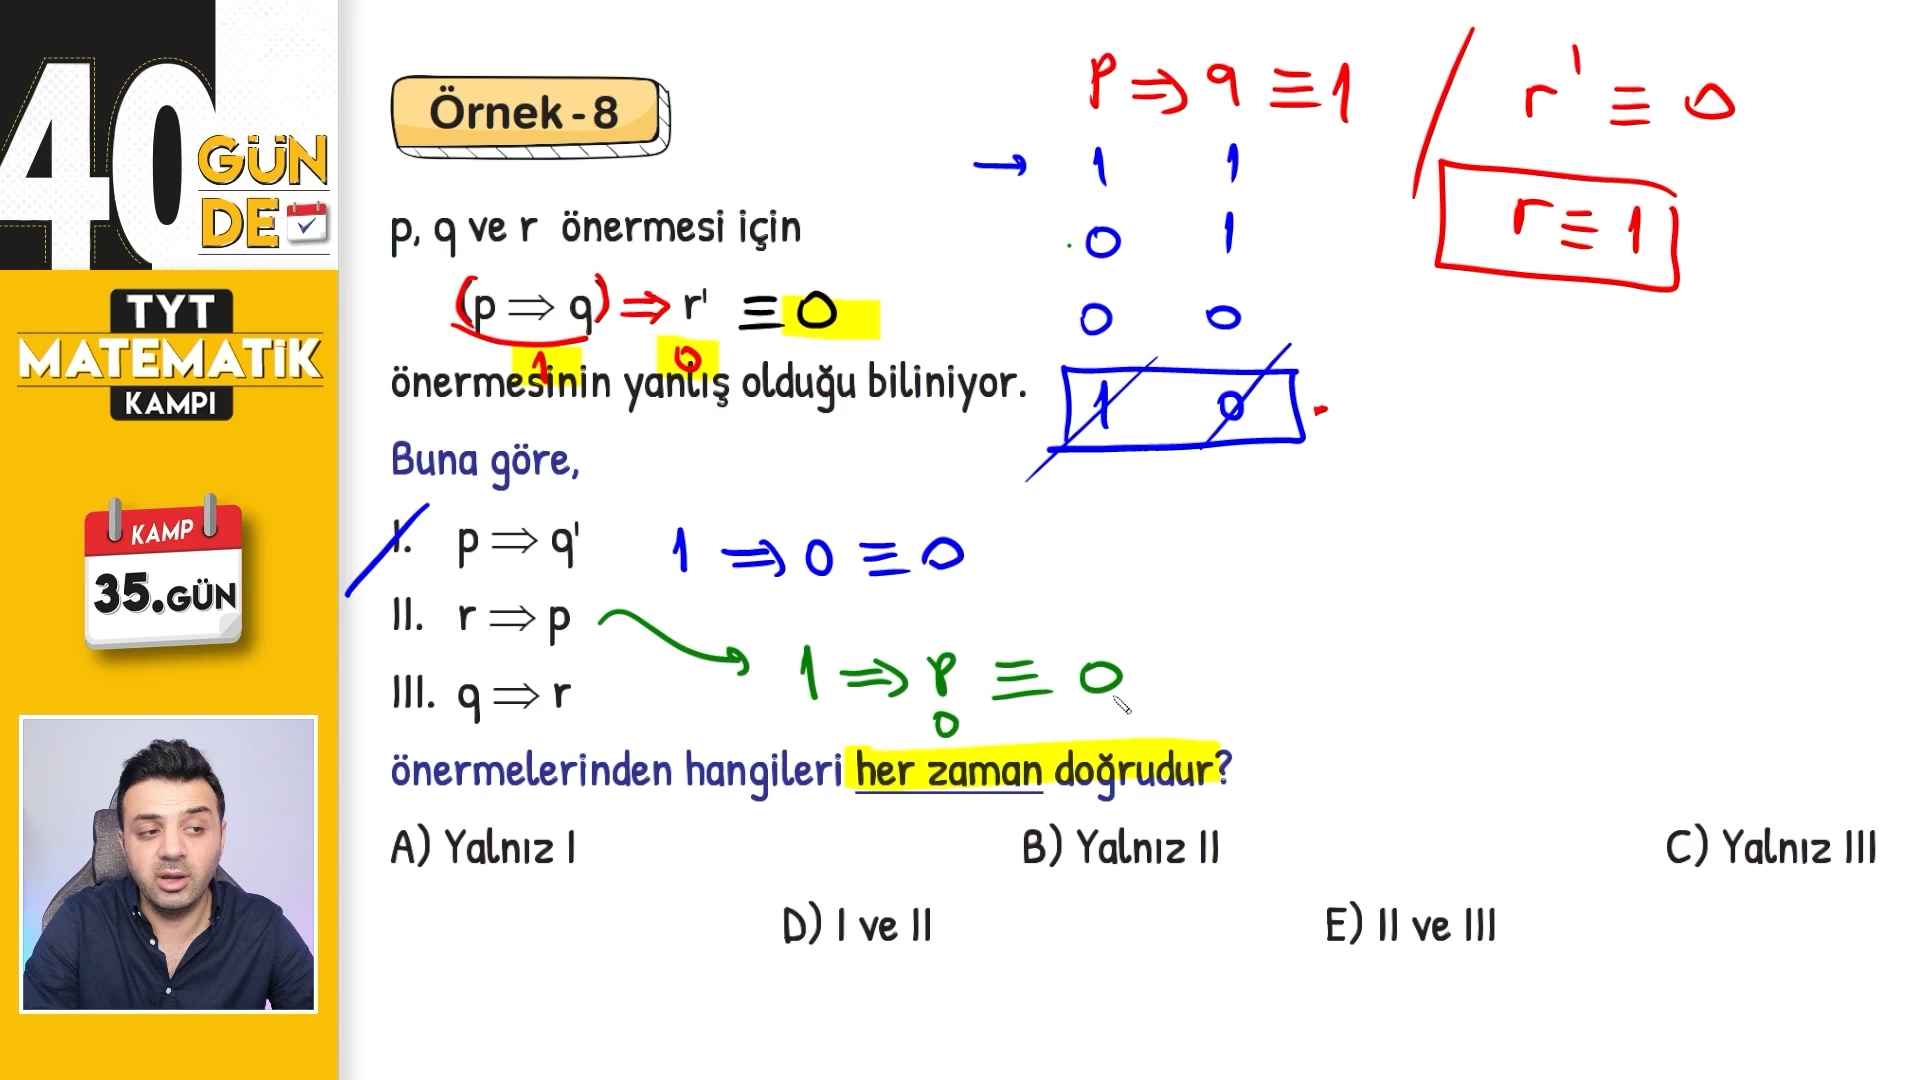 40
GÜN
DE
TYT
MATEMATİK
KAMPI
KAMP
35.GÜN
Örnek - 8
p, q ve r önermesi için
(p ⇒ q) ⇒ r' ≡ 0
1 0
önermesinin yanlış olduğu biliniyor.
Buna göre,
I. p ⇒ q' 1 ⇒ 0 ≡ 0
II. r ⇒ p
1 ⇒ p ≡ 0
0
III. q ⇒ r
önermelerinden hangileri her zaman doğrudur?
A) Yalnız I
B) Yalnız II
C) Yalnız III
D) I ve II
E) II ve III
p ⇒ q ≡ 1
→ 1 1
0 1
0 0
1 0
r' ≡ 0
r ≡ 1